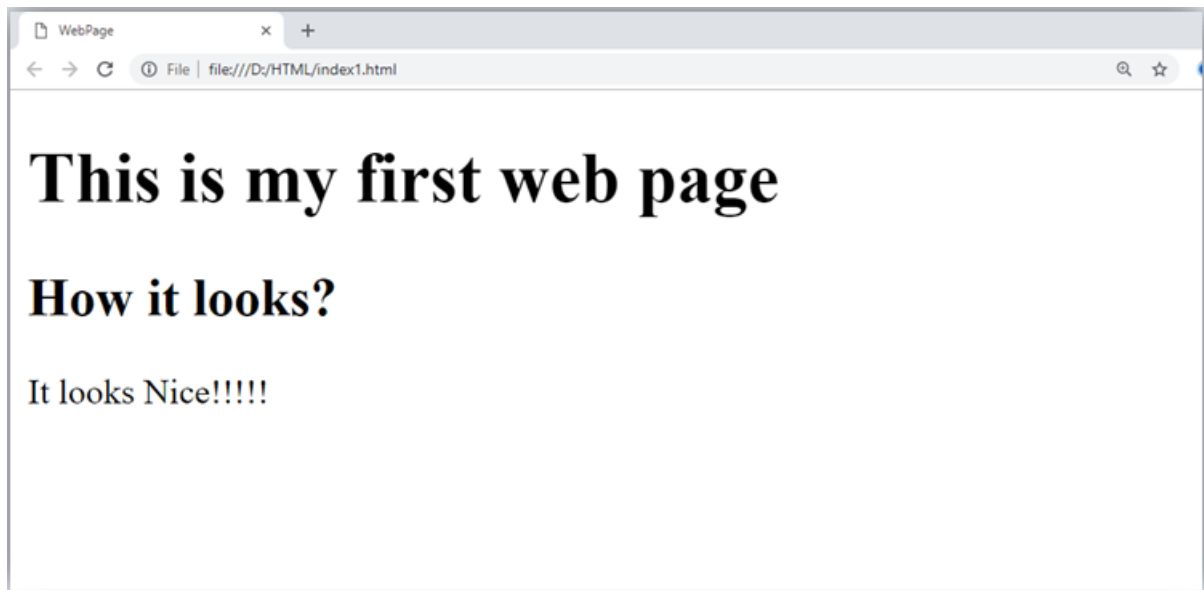 WebPage
File | file:///D:/HTML/index1.html
This is my first web page
How it looks?
It looks Nice!!!!!